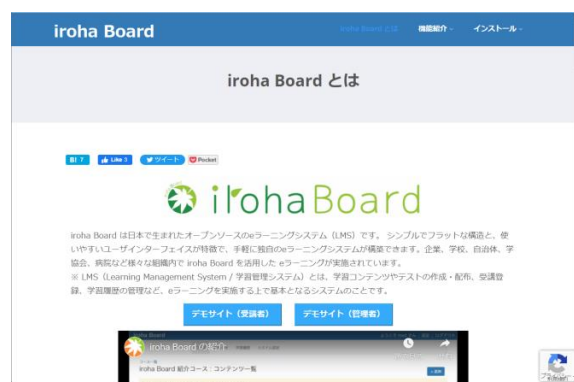 iroha Board
iroha Board とは
機能紹介
インストール
iroha Board とは
B! 7
Like 3
ツイート
Pocket
irohaBoard
iroha Board は日本で生まれたオープンソースのeラーニングシステム（LMS）です。 シンプルでフラットな構造と、使
いやすいユーザインターフェイスが特徴で、手軽に独自のeラーニングシステムが構築できます。企業、学校、自治体、学
協会、病院など様々な組織内で iroha Board を活用した eラーニングが実施されています。
※ LMS（Learning Management System / 学習管理システム）とは、学習コンテンツやテストの作成・配布、受講登
録、学習履歴の管理など、eラーニングを実施する上で基本となるシステムのことです。
デモサイト（受講者）
デモサイト（管理者）
iroha Board の紹介
iroha Board 紹介コース：コンテンツ一覧